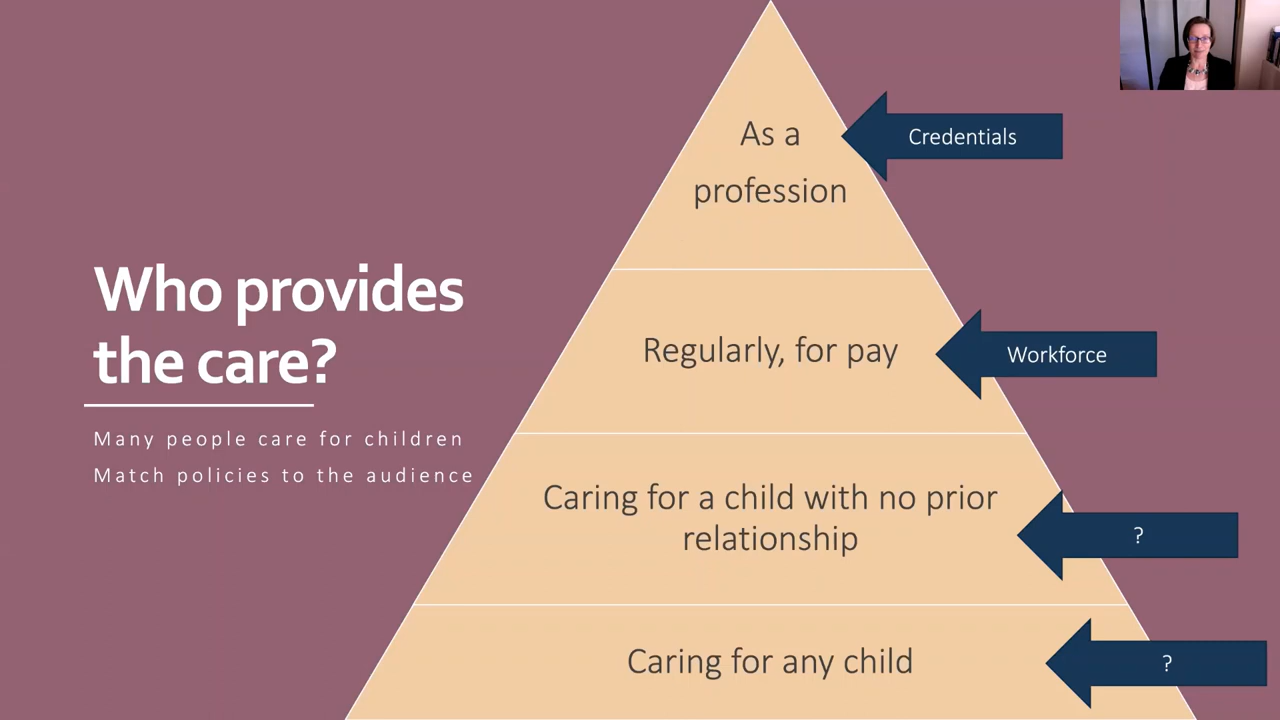 Who provides
the care?
Many people care for children
Match policies to the audience
As a
profession
Credentials
Regularly, for pay
Workforce
Caring for a child with no prior
relationship
?
Caring for any child
?